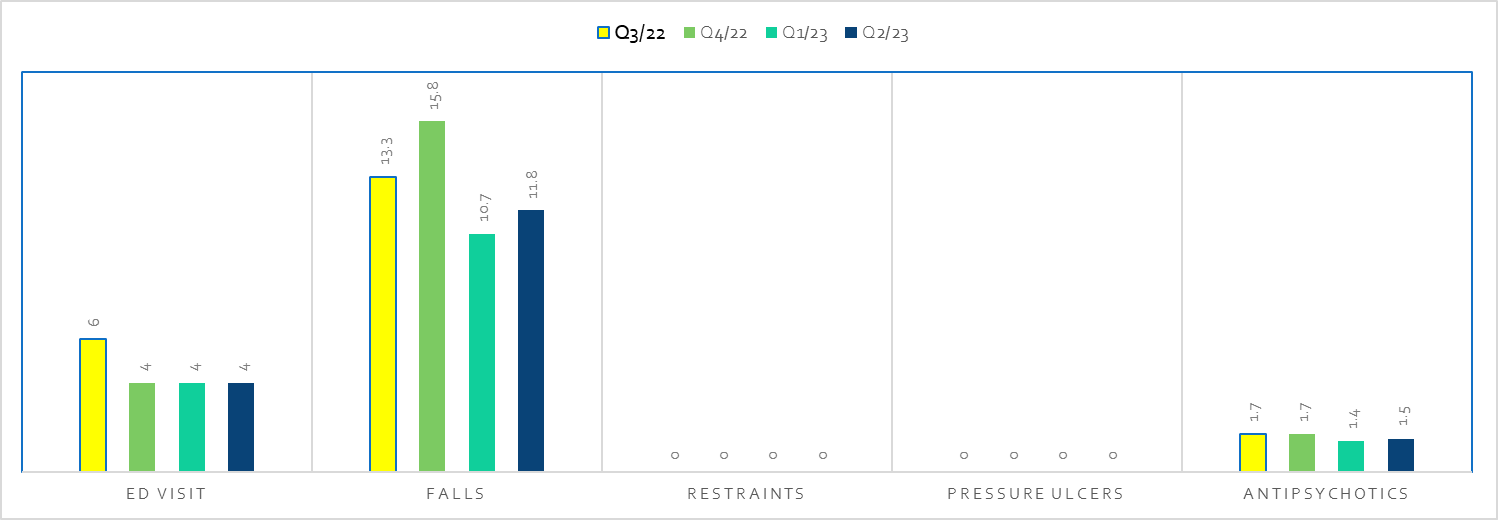 Q3/22 Q4/22 Q1/23 Q2/23
6 4 4 4
13.3 15.8 10.7 11.8
0 0 0 0
0 0 0 0
1.7 1.7 1.4 1.5
ED VISIT FALLS RESTRAINTS PRESSURE ULCERS ANTIPSYCHOTICS